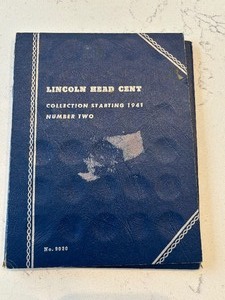 LINCOLN HEAD CENT
COLLECTION STARTING 1941
NUMBER TWO
No. 9030